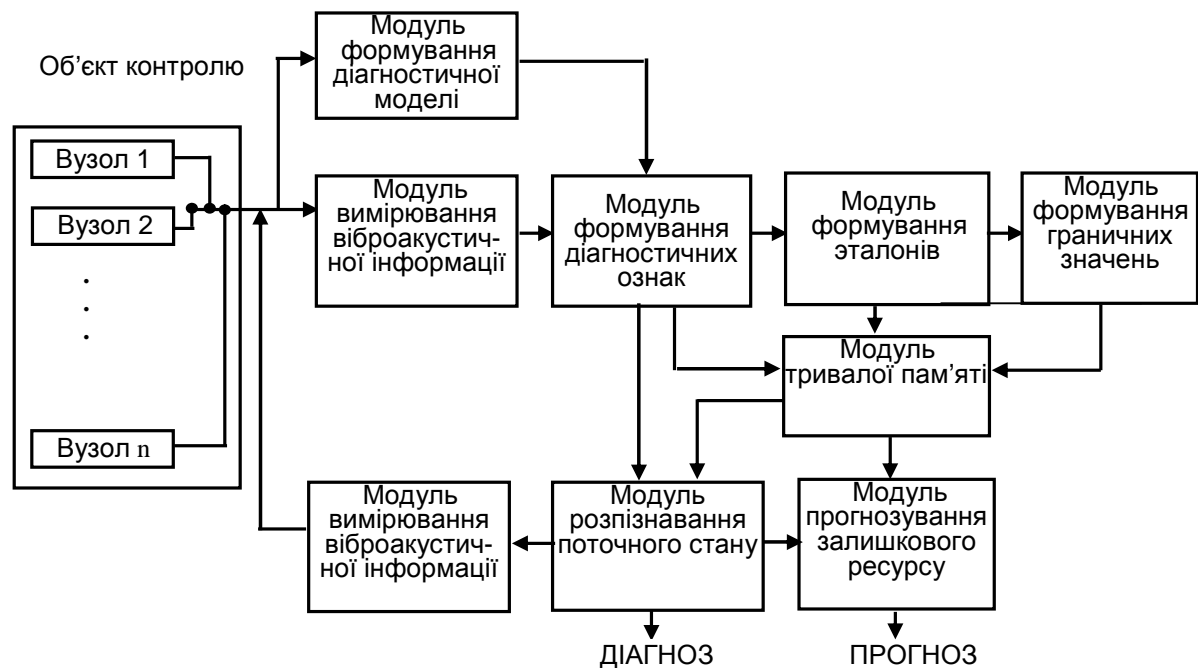 Об’єкт контролю
Модуль
формування
діагностичної
моделі
Вузол 1
Вузол 2
Вузол n
Модуль
вимірювання
віброакустич-
ної інформації
Модуль
формування
діагностичних
ознак
Модуль
формування
эталонів
Модуль
формування
граничних
значень
Модуль
тривалої пам’яті
Модуль
вимірювання
віброакустич-
ної інформації
Модуль
розпізнавання
поточного стану
Модуль
прогнозування
залишкового
ресурсу
ДІАГНОЗ
ПРОГНОЗ